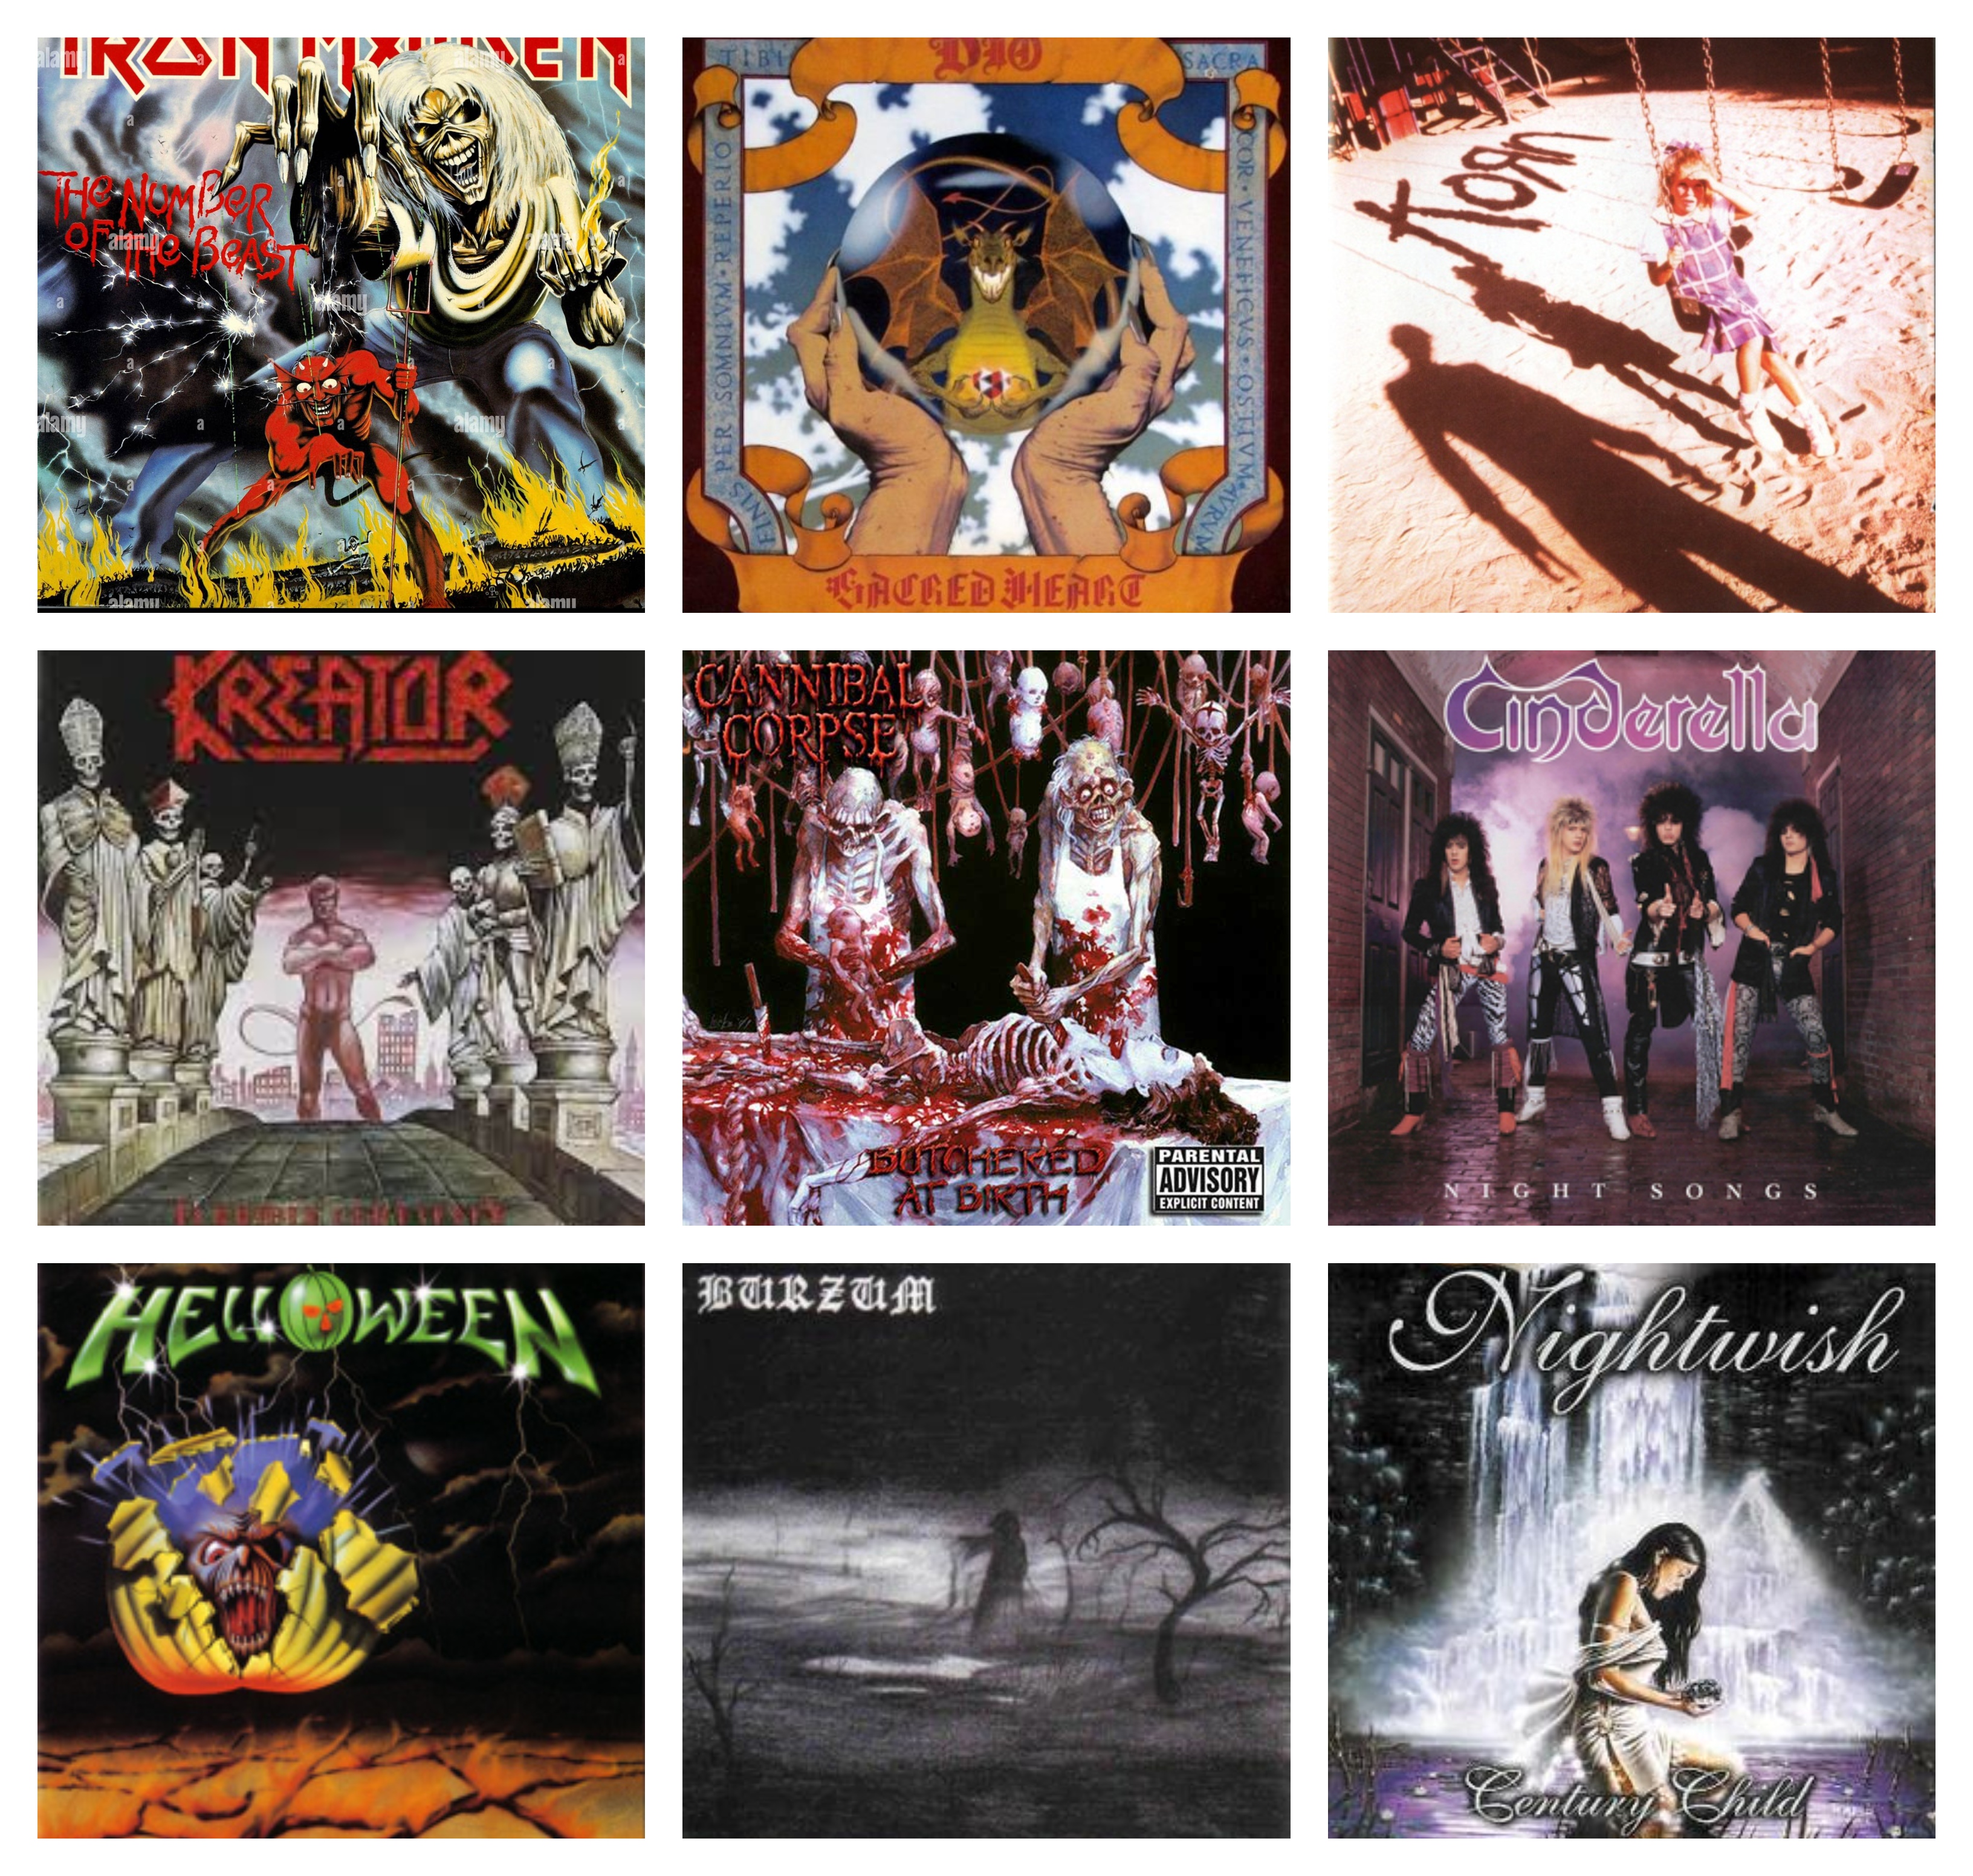 IRON MAIDEN
THE NUMBER
OF THE BEAST
alamy
DIO
TIBI
SACRA
FINIS PER · SOMNIVM · REPERIO
COR · VENEFICVS · OSTIVM · AVRVM
SACRED HEART
KoRn
KREATOR
CANNIBAL
CORPSE
BUTCHERED
AT BIRTH
PARENTAL
ADVISORY
EXPLICIT CONTENT
Cinderella
NIGHT SONGS
HELLOWEEN
BURZUM
Nightwish
Century Child